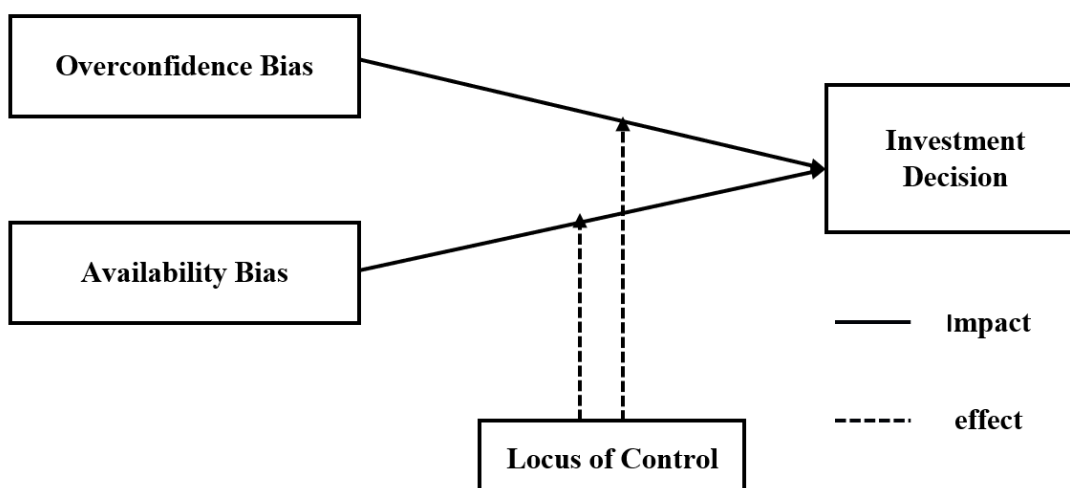 Overconfidence Bias
Investment
Decision
Availability Bias
Impact
effect
Locus of Control